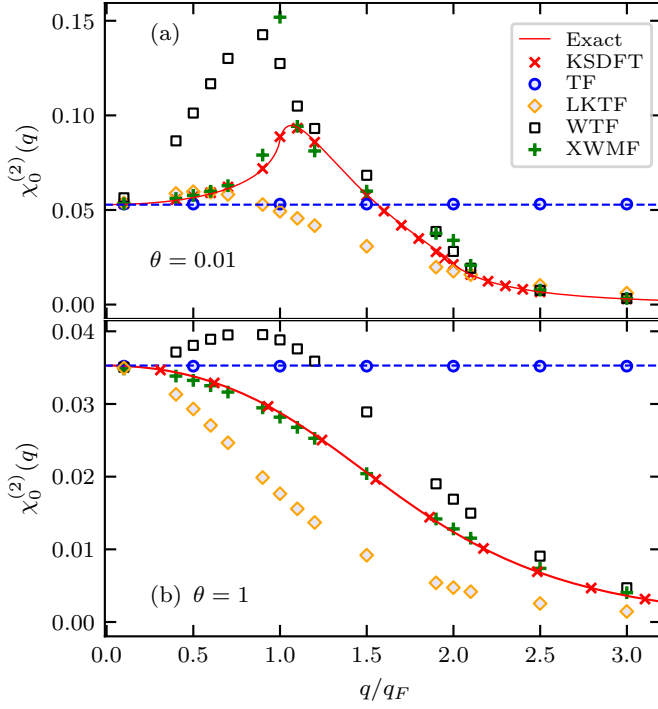 0.15
(a)
Exact
KSDFT
TF
LKTF
WTF
XWMF
0.10
χ₀⁽²⁾(q)
0.05
θ = 0.01
0.00
0.04
0.03
χ₀⁽²⁾(q)
0.02
0.01
(b) θ = 1
0.00
0.0 0.5 1.0 1.5 2.0 2.5 3.0
q/q_F